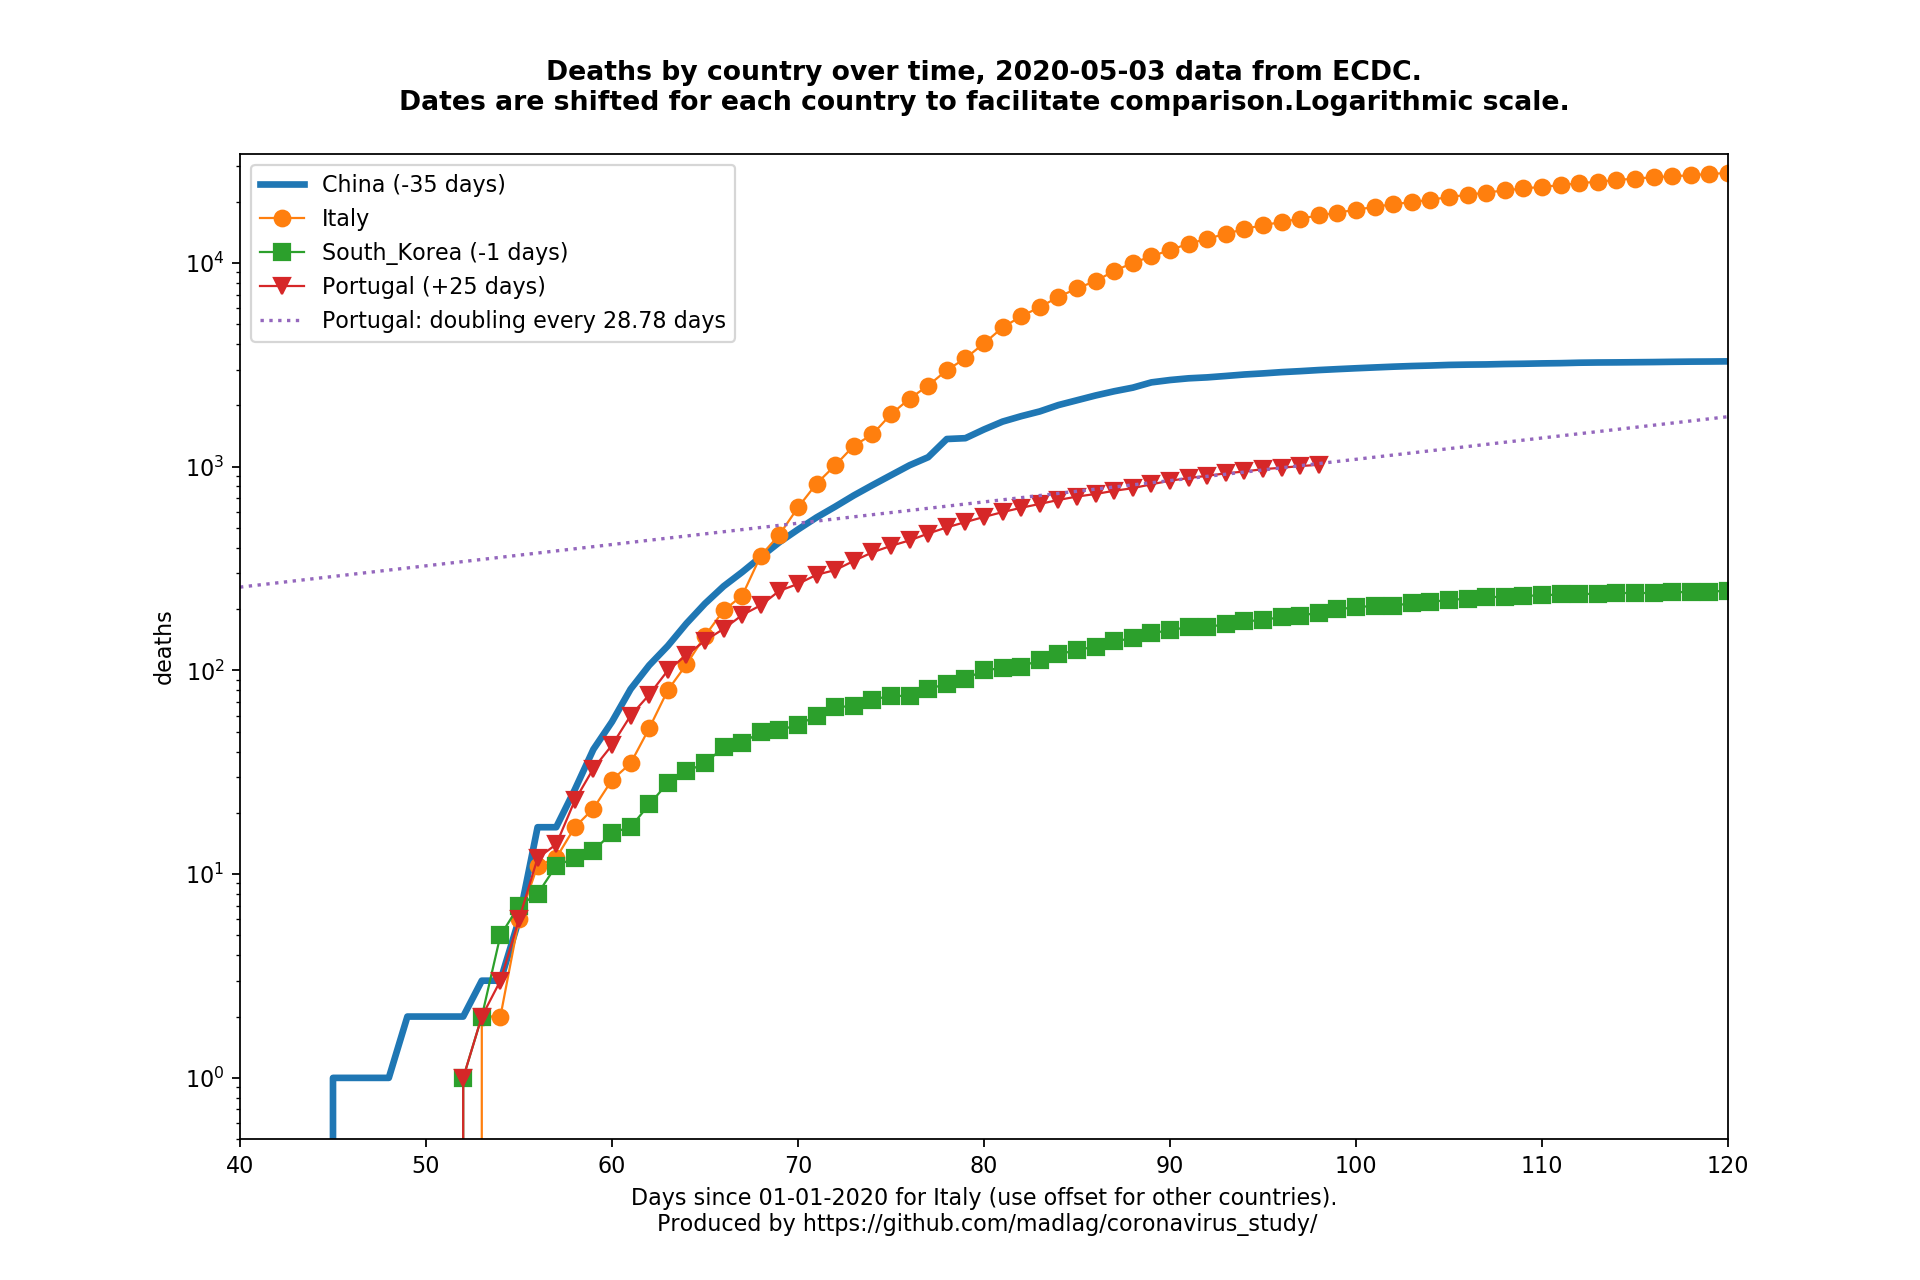 Deaths by country over time, 2020-05-03 data from ECDC.
Dates are shifted for each country to facilitate comparison.Logarithmic scale.
China (-35 days)
Italy
South_Korea (-1 days)
Portugal (+25 days)
Portugal: doubling every 28.78 days
deaths
10⁴
10³
10²
10¹
10⁰
40 50 60 70 80 90 100 110 120
Days since 01-01-2020 for Italy (use offset for other countries).
Produced by https://github.com/madlag/coronavirus_study/